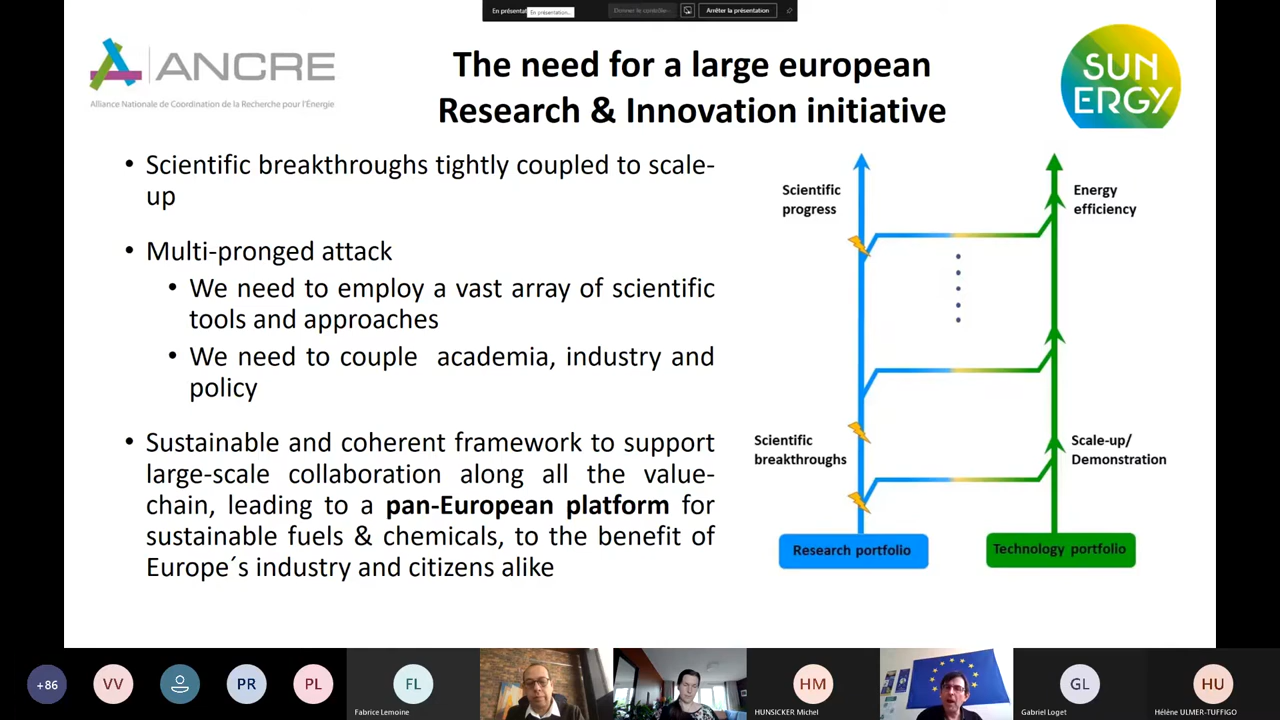 En présentation...
Donner le contrôle
Arrêter la présentation
ANCRE
Alliance Nationale de Coordination de la Recherche pour l'Énergie
The need for a large european
Research & Innovation initiative
SUN
ERGY
• Scientific breakthroughs tightly coupled to scale-
up
• Multi-pronged attack
• We need to employ a vast array of scientific
tools and approaches
• We need to couple academia, industry and
policy
• Sustainable and coherent framework to support
large-scale collaboration along all the value-
chain, leading to a pan-European platform for
sustainable fuels & chemicals, to the benefit of
Europe´s industry and citizens alike
Scientific
progress
Energy
efficiency
Scientific
breakthroughs
Scale-up/
Demonstration
Research portfolio
Technology portfolio
+86
VV
PR
PL
FL
Fabrice Lemoine
HM
HUNSICKER Michel
GL
Gabriel Loget
HU
Hélène ULMER-TUFFIGO